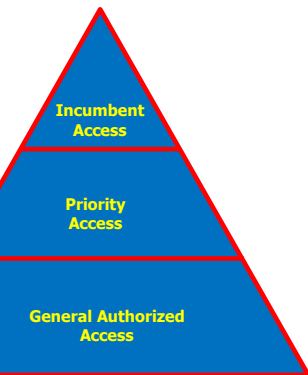 Incumbent
Access
Priority
Access
General Authorized
Access